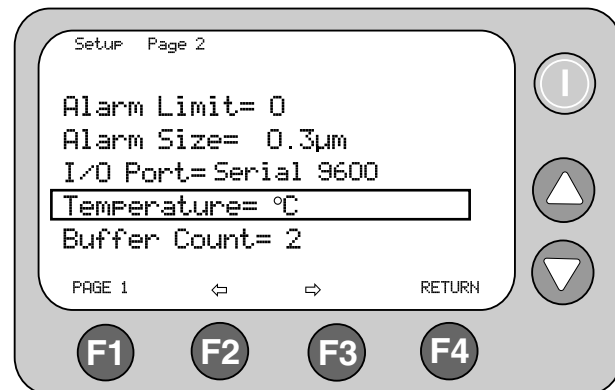 Setup Page 2
Alarm Limit= 0
Alarm Size= 0.3µm
I/O Port= Serial 9600
Temperature= °C
Buffer Count= 2
PAGE 1 ⇦ ⇨ RETURN
F1 F2 F3 F4